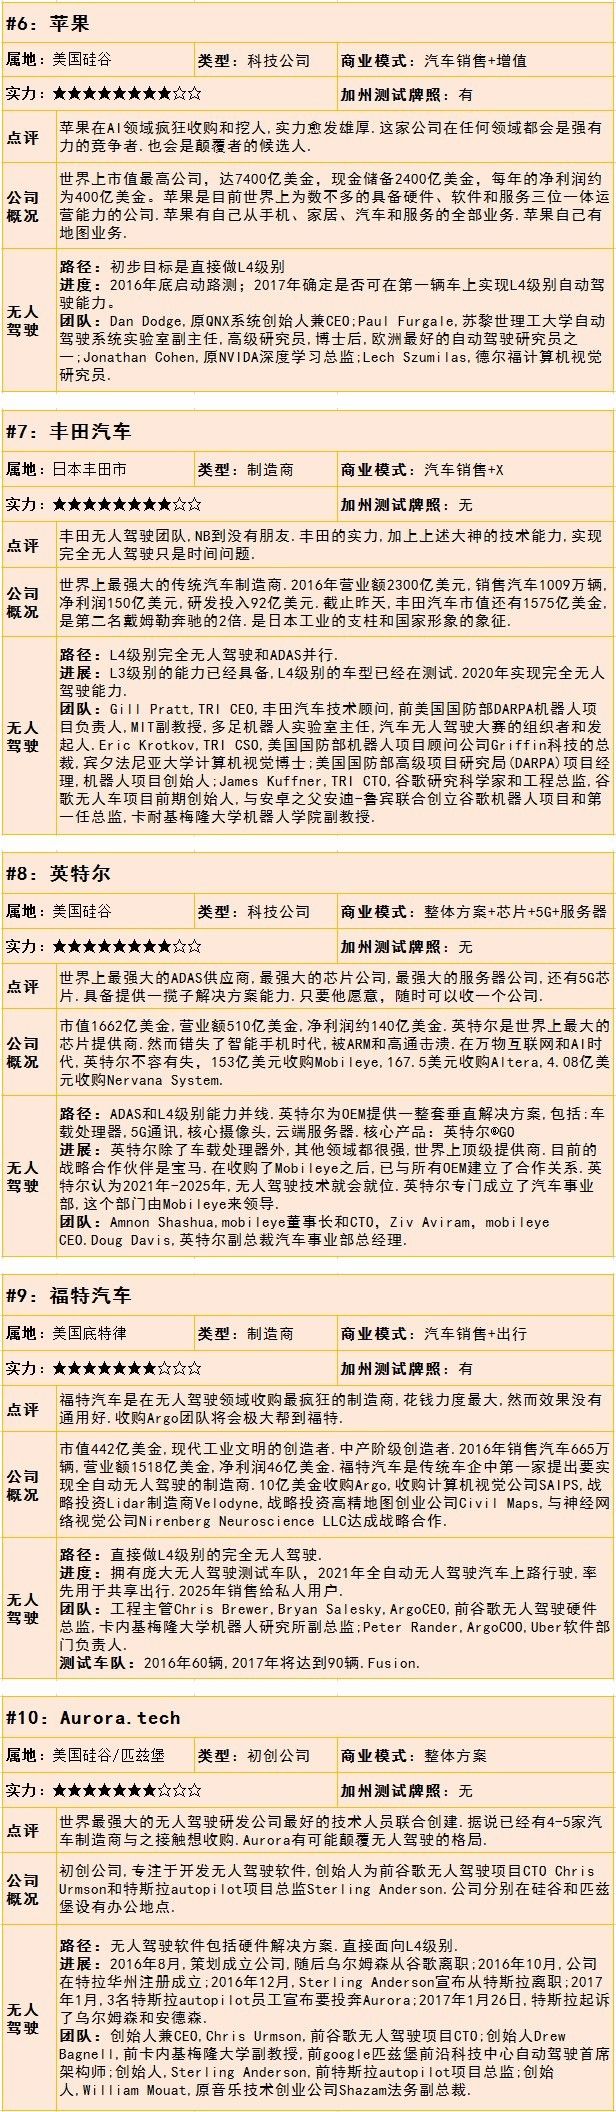 #6: 苹果
属地: 美国硅谷 类型: 科技公司 商业模式: 汽车销售+增值
实力: ★★★★★★★★☆☆ 加州测试牌照: 有
点评
苹果在AI领域疯狂收购和挖人,实力愈发雄厚.这家公司在任何领域都会是强有
力的竞争者.也会是颠覆者的候选人.
公司
概况
世界上市值最高公司，达7400亿美金，现金储备2400亿美金，每年的净利润约
为400亿美金。苹果是目前世界上为数不多的具备硬件、软件和服务三位一体运
营能力的公司.苹果有自己从手机、家居、汽车和服务的全部业务.苹果自己有
地图业务.
无人
驾驶
路径: 初步目标是直接做L4级别
进度: 2016年底启动路测；2017年确定是否可在第一辆车上实现L4级别自动驾
驶能力。
团队: Dan Dodge,原QNX系统创始人兼CEO;Paul Furgale,苏黎世理工大学自动
驾驶系统实验室副主任,高级研究员,博士后,欧洲最好的自动驾驶研究员之
一;Jonathan Cohen,原NVIDA深度学习总监;Lech Szumilas,德尔福计算机视觉
研究员.
#7: 丰田汽车
属地: 日本丰田市 类型: 制造商 商业模式: 汽车销售+X
实力: ★★★★★★★★☆☆ 加州测试牌照: 无
点评
丰田无人驾驶团队,NB到没有朋友.丰田的实力,加上上述大神的技术能力,实现
完全无人驾驶只是时间问题.
公司
概况
世界上最强大的传统汽车制造商.2016年营业额2300亿美元,销售汽车1009万辆,
净利润150亿美元,研发投入92亿美元.截止昨天,丰田汽车市值还有1575亿美金,
是第二名戴姆勒奔驰的2倍.是日本工业的支柱和国家形象的象征.
无人
驾驶
路径: L4级别完全无人驾驶和ADAS并行.
进展: L3级别的能力已经具备,L4级别的车型已经在测试.2020年实现完全无人
驾驶能力.
团队: Gill Pratt,TRI CEO,丰田汽车技术顾问,前美国国防部DARPA机器人项
目负责人,MIT副教授,多足机器人实验室主任,汽车无人驾驶大赛的组织者和发
起人.Eric Krotkov,TRI CSO,美国国防部机器人项目顾问公司Griffin科技的总
裁,宾夕法尼亚大学计算机视觉博士;美国国防部高级项目研究局(DARPA)项目经
理,机器人项目创始人;James Kuffner,TRI CTO,谷歌研究科学家和工程总监,谷
歌无人车项目前期创始人,与安卓之父安迪-鲁宾联合创立谷歌机器人项目和第
一任总监,卡耐基梅隆大学机器人学院副教授.
#8: 英特尔
属地: 美国硅谷 类型: 科技公司 商业模式: 整体方案+芯片+5G+服务器
实力: ★★★★★★★★☆☆ 加州测试牌照: 无
点评
世界上最强大的ADAS供应商,最强大的芯片公司,最强大的服务器公司,还有5G芯
片.具备提供一揽子解决方案能力.只要他愿意，随时可以收一个公司.
公司
概况
市值1662亿美金,营业额510亿美金,净利润约140亿美金.英特尔是世界上最大的
芯片提供商.然而错失了智能手机时代,被ARM和高通击溃.在万物互联网和AI时
代,英特尔不容有失，153亿美元收购Mobileye,167.5美元收购Altera,4.08亿美
元收购Nervana System.
无人
驾驶
路径: ADAS和L4级别能力并线.英特尔为OEM提供一整套垂直解决方案,包括;车
载处理器,5G通讯,核心摄像头,云端服务器.核心产品: 英特尔®GO
进展: 英特尔除了车载处理器外,其他领域都很强,世界上顶级提供商.目前的
战略合作伙伴是宝马.在收购了Mobileye之后,已与所有OEM建立了合作关系.英
特尔认为2021年-2025年,无人驾驶技术就会就位.英特尔专门成立了汽车事业
部,这个部门由Mobileye来领导.
团队: Amnon Shashua,mobileye董事长和CTO，Ziv Aviram，mobileye
CEO.Doug Davis,英特尔副总裁汽车事业部总经理.
#9: 福特汽车
属地: 美国底特律 类型: 制造商 商业模式: 汽车销售+出行
实力: ★★★★★★★☆☆☆ 加州测试牌照: 有
点评
福特汽车是在无人驾驶领域收购最疯狂的制造商,花钱力度最大,然而效果没有
通用好.收购Argo团队将会极大帮到福特.
公司
概况
市值442亿美金,现代工业文明的创造者.中产阶级创造者.2016年销售汽车665万
辆,营业额1518亿美金,净利润46亿美金.福特汽车是传统车企中第一家提出要实
现全自动无人驾驶的制造商.10亿美金收购Argo,收购计算机视觉公司SAIPS,战
略投资Lidar制造商Velodyne,战略投资高精地图创业公司Civil Maps,与神经网
络视觉公司Nirenberg Neuroscience LLC达成战略合作.
无人
驾驶
路径: 直接做L4级别的完全无人驾驶.
进度: 拥有庞大无人驾驶测试车队，2021年全自动无人驾驶汽车上路行驶,率
先用于共享出行.2025年销售给私人用户.
团队: 工程主管Chris Brewer,Bryan Salesky,ArgoCEO,前谷歌无人驾驶硬件
总监,卡内基梅隆大学机器人研究所副总监;Peter Rander,ArgoCOO,Uber软件部
门负责人.
测试车队: 2016年60辆,2017年将达到90辆.Fusion.
#10: Aurora.tech
属地: 美国硅谷/匹兹堡 类型: 初创公司 商业模式: 整体方案
实力: ★★★★★★★☆☆☆ 加州测试牌照: 无
点评
世界最强大的无人驾驶研发公司最好的技术人员联合创建.据说已经有4-5家汽
车制造商与之接触想收购.Aurora有可能颠覆无人驾驶的格局.
公司
概况
初创公司,专注于开发无人驾驶软件,创始人为前谷歌无人驾驶项目CTO Chris
Urmson和特斯拉autopilot项目总监Sterling Anderson.公司分别在硅谷和匹兹
堡设有办公地点.
无人
驾驶
路径: 无人驾驶软件包括硬件解决方案.直接面向L4级别.
进展: 2016年8月,策划成立公司,随后乌尔姆森从谷歌离职;2016年10月,公司
在特拉华州注册成立;2016年12月,Sterling Anderson宣布从特斯拉离职;2017
年1月,3名特斯拉autopilot员工宣布要投奔Aurora;2017年1月26日,特斯拉起诉
了乌尔姆森和安德森.
团队: 创始人兼CEO,Chris Urmson,前谷歌无人驾驶项目CTO;创始人Drew
Bagnell,前卡内基梅隆大学副教授,前google匹兹堡前沿科技中心自动驾驶首席
架构师;创始人,Sterling Anderson,前特斯拉autopilot项目总监;创始
人,William Mouat,原音乐技术创业公司Shazam法务副总裁.